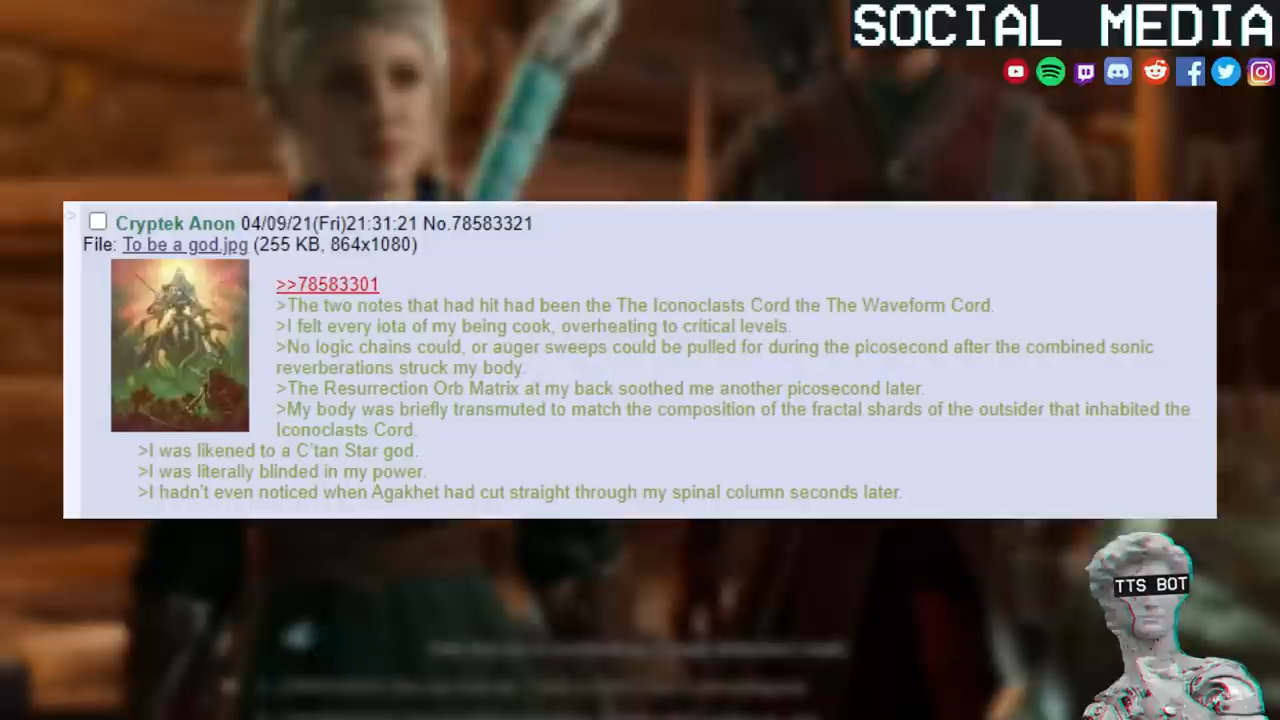 SOCIAL MEDIA
Cryptek Anon 04/09/21(Fri)21:31:21 No.78583321
File: To be a god.jpg (255 KB, 864x1080)
>>78583301
>The two notes that had hit had been the The Iconoclasts Cord the The Waveform Cord.
>I felt every iota of my being cook, overheating to critical levels.
>No logic chains could, or auger sweeps could be pulled for during the picosecond after the combined sonic
reverberations struck my body.
>The Resurrection Orb Matrix at my back soothed me another picosecond later.
>My body was briefly transmuted to match the composition of the fractal shards of the outsider that inhabited the
Iconoclasts Cord.
>I was likened to a C'tan Star god.
>I was literally blinded in my power.
>I hadn't even noticed when Agakhet had cut straight through my spinal column seconds later.
TTS BOT